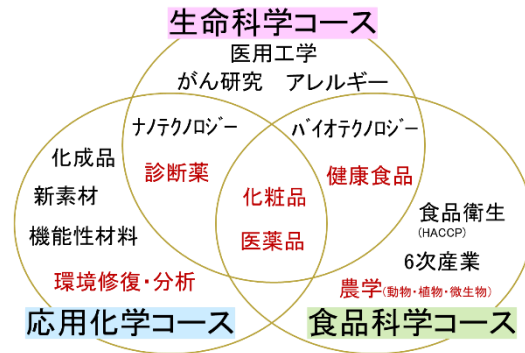 生命科学コース
医用工学
がん研究 アレルギー
ナノテクノロジー
バイオテクノロジー
化成品
診断薬
健康食品
新素材
化粧品
食品衛生
(HACCP)
機能性材料
医薬品
6次産業
環境修復・分析
農学(動物・植物・微生物)
応用化学コース
食品科学コース